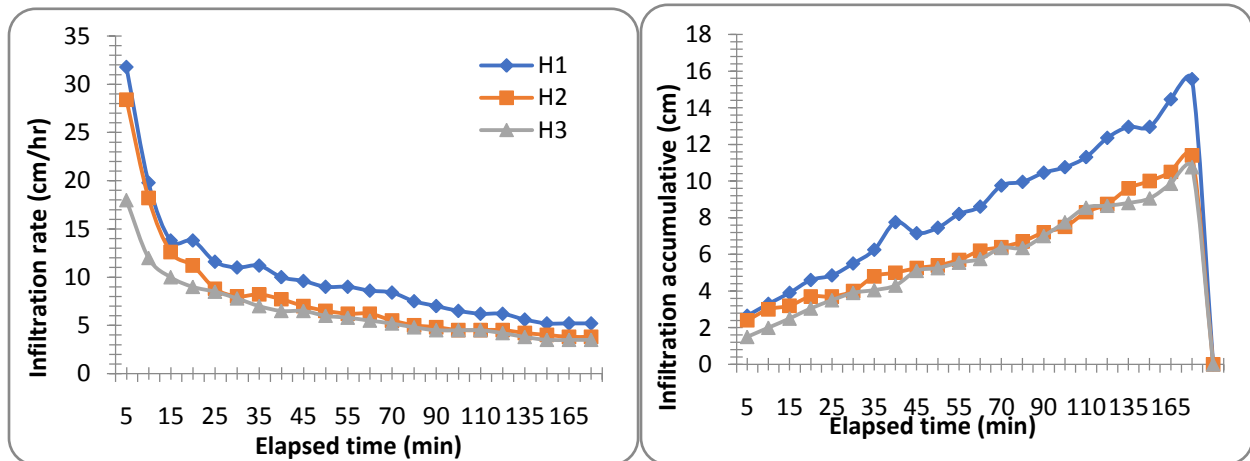 35
30
25
20
15
10
5
0
Infiltration rate (cm/hr)
H1
H2
H3
5 15 25 35 45 55 70 90 110 135 165
Elapsed time (min)
18
16
14
12
10
8
6
4
2
0
Infiltration accumulative (cm)
5 15 25 35 45 55 70 90 110 135 165
Elapsed time (min)